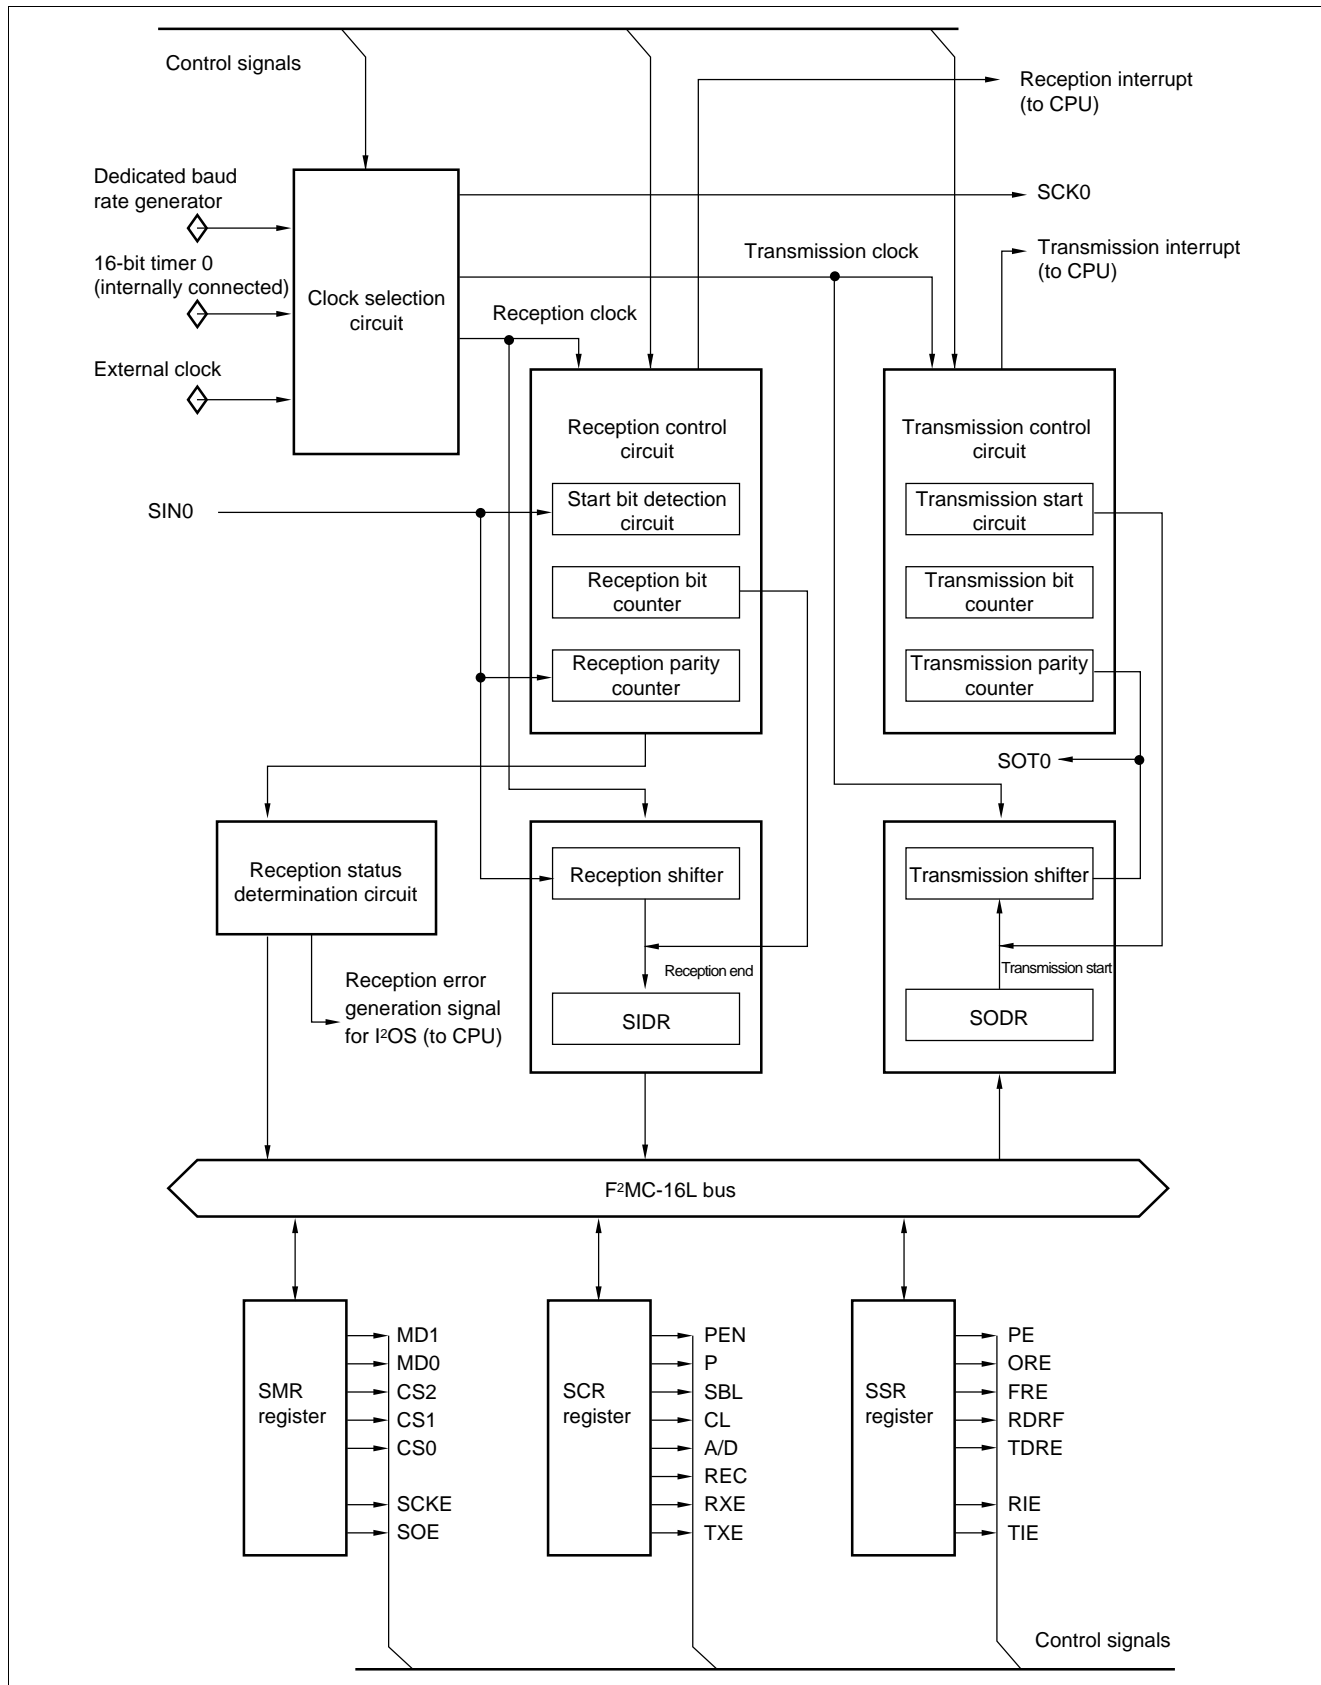 Control signals
Reception interrupt
(to CPU)
Dedicated baud
rate generator
SCK0
Transmission clock
Transmission interrupt
(to CPU)
16-bit timer 0
(internally connected)
Clock selection
circuit
Reception clock
External clock
Reception control
circuit
Transmission control
circuit
SIN0
Start bit detection
circuit
Transmission start
circuit
Reception bit
counter
Transmission bit
counter
Reception parity
counter
Transmission parity
counter
SOT0
Reception status
determination circuit
Reception shifter
Transmission shifter
Reception end
Transmission start
Reception error
generation signal
for I²OS (to CPU)
SIDR
SODR
F²MC-16L bus
SMR
register
MD1
MD0
CS2
CS1
CS0
SCKE
SOE
SCR
register
PEN
P
SBL
CL
A/D
REC
RXE
TXE
SSR
register
PE
ORE
FRE
RDRF
TDRE
RIE
TIE
Control signals